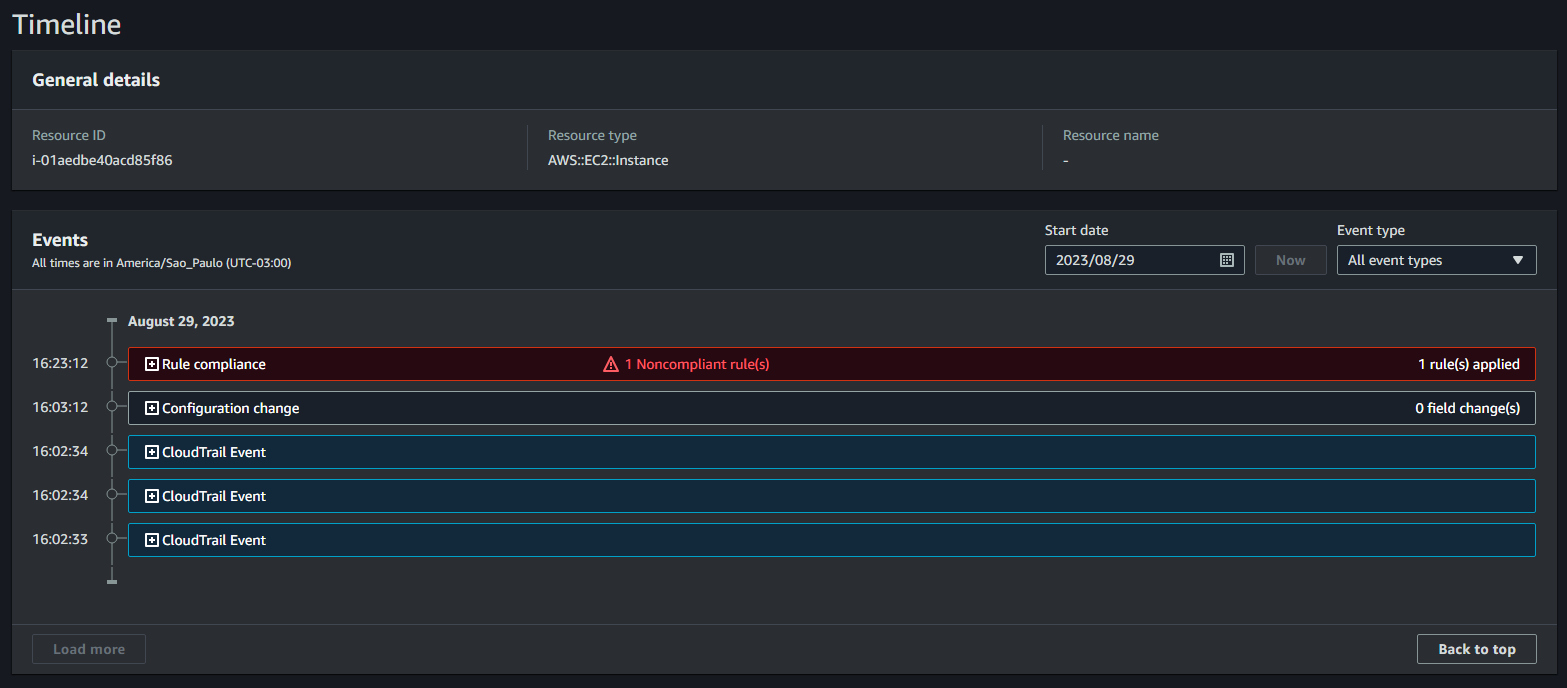 Timeline
General details
Resource ID
i-01aedbe40acd85f86
Resource type
AWS::EC2::Instance
Resource name
-
Events
All times are in America/Sao_Paulo (UTC-03:00)
Start date
2023/08/29
Now
Event type
All event types
August 29, 2023
16:23:12 Rule compliance 1 Noncompliant rule(s) 1 rule(s) applied
16:03:12 Configuration change 0 field change(s)
16:02:34 CloudTrail Event
16:02:34 CloudTrail Event
16:02:33 CloudTrail Event
Load more Back to top